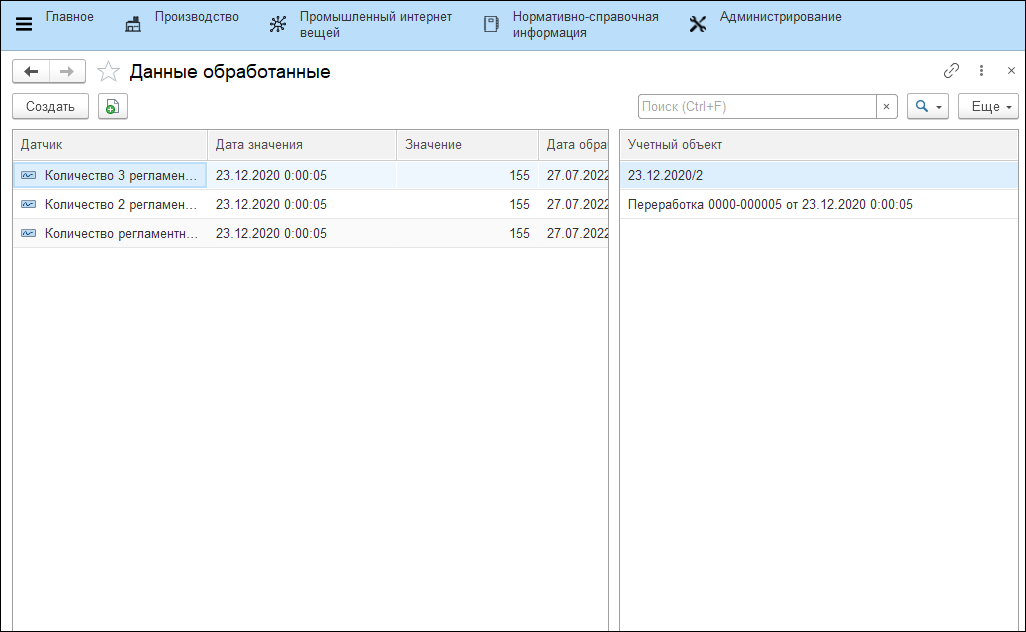 Главное
Производство
Промышленный интернет
вещей
Нормативно-справочная
информация
Администрирование
Данные обработанные
Создать
Поиск (Ctrl+F)
Еще
Датчик Дата значения Значение Дата обра Учетный объект
Количество 3 регламен... 23.12.2020 0:00:05 155 27.07.2022 23.12.2020/2
Количество 2 регламен... 23.12.2020 0:00:05 155 27.07.2022 Переработка 0000-000005 от 23.12.2020 0:00:05
Количество регламентн... 23.12.2020 0:00:05 155 27.07.2022